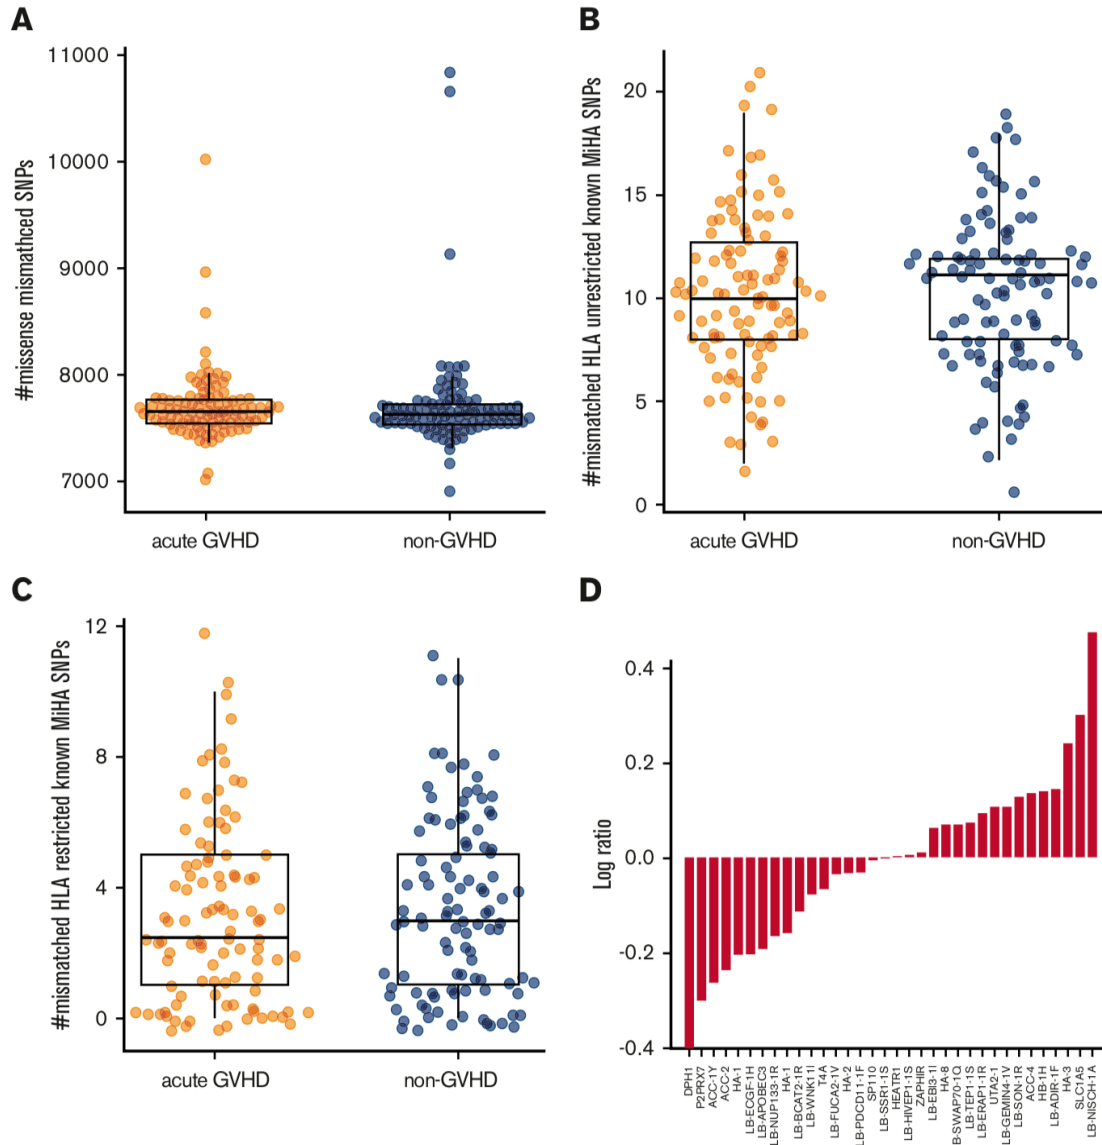 A
#missense mismathced SNPs
11000
10000
9000
8000
7000
acute GVHD
non-GVHD
B
#mismatched HLA unrestricted known MiHA SNPs
20
15
10
5
0
acute GVHD
non-GVHD
C
#mismatched HLA restricted known MiHA SNPs
12
8
4
0
acute GVHD
non-GVHD
D
Log ratio
0.4
0.2
0.0
-0.2
-0.4
DPH1
P2PRX7
ACC-1Y
ACC-2
HA-1
LB-ECGF-1H
LB-APOBEC3
LB-NUP133-1R
HA-1
LB-BCAT2-1R
LB-WNK11I
T4A
LB-FUCA2-1V
HA-2
LB-PDCD11-1F
SP110
LB-SSR1-1S
HEATR1
LB-HIVEP1-1S
ZAPHIR
LB-EBI3-1I
HA-8
LB-SWAP70-1Q
LB-TEP1-1S
LB-ERAP1-1R
UTA2-1
LB-GEMIN4-1V
LB-SON-1R
ACC-4
HB-1H
LB-ADIR-1F
HA-3
SLC1A5
LB-NISCH-1A